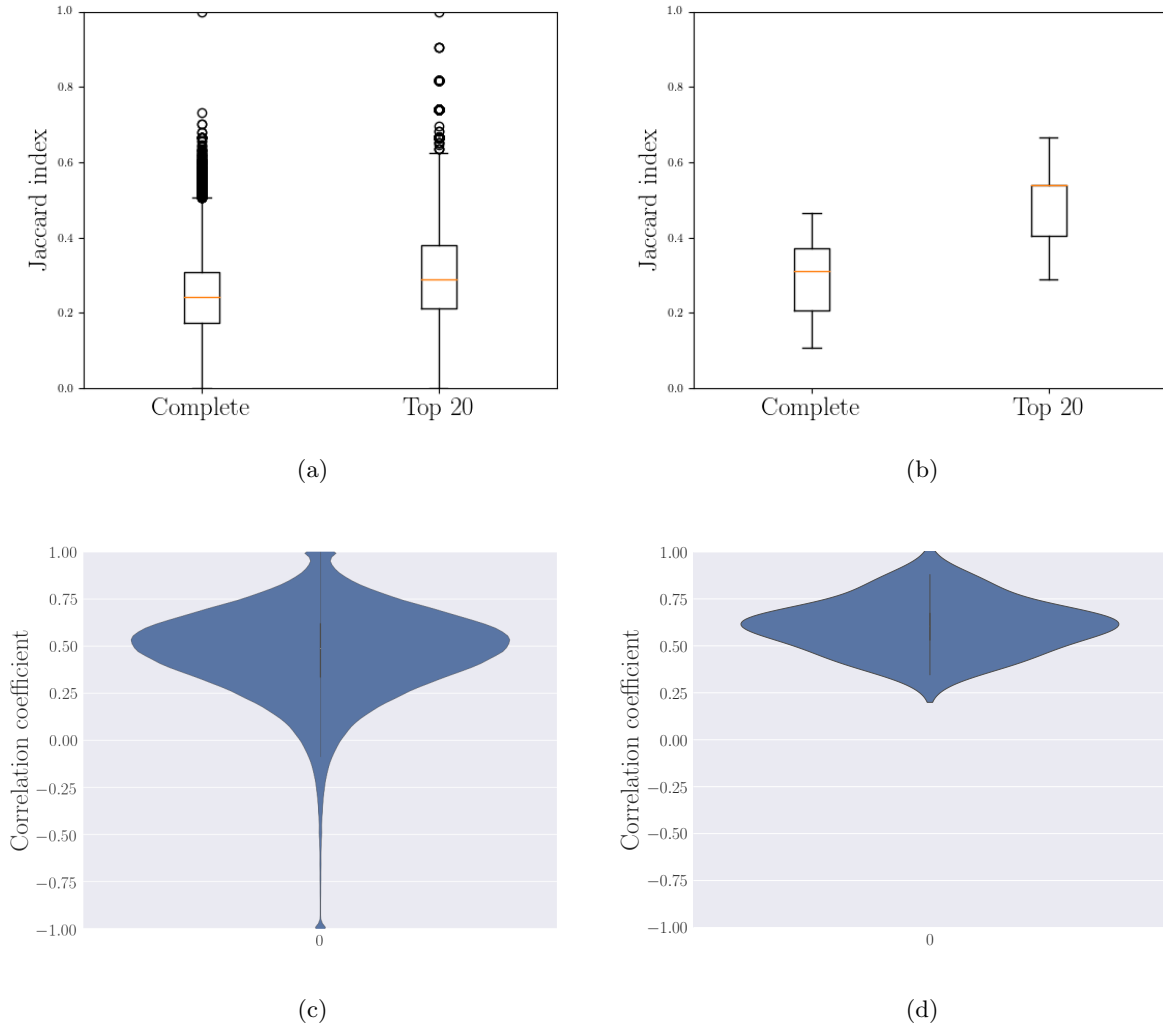 1.0
0.8
0.6
0.4
0.2
0.0
Jaccard index
Complete
Top 20
(a)
1.0
0.8
0.6
0.4
0.2
0.0
Jaccard index
Complete
Top 20
(b)
1.00
0.75
0.50
0.25
0.00
−0.25
−0.50
−0.75
−1.00
Correlation coefficient
0
(c)
1.00
0.75
0.50
0.25
0.00
−0.25
−0.50
−0.75
−1.00
Correlation coefficient
0
(d)